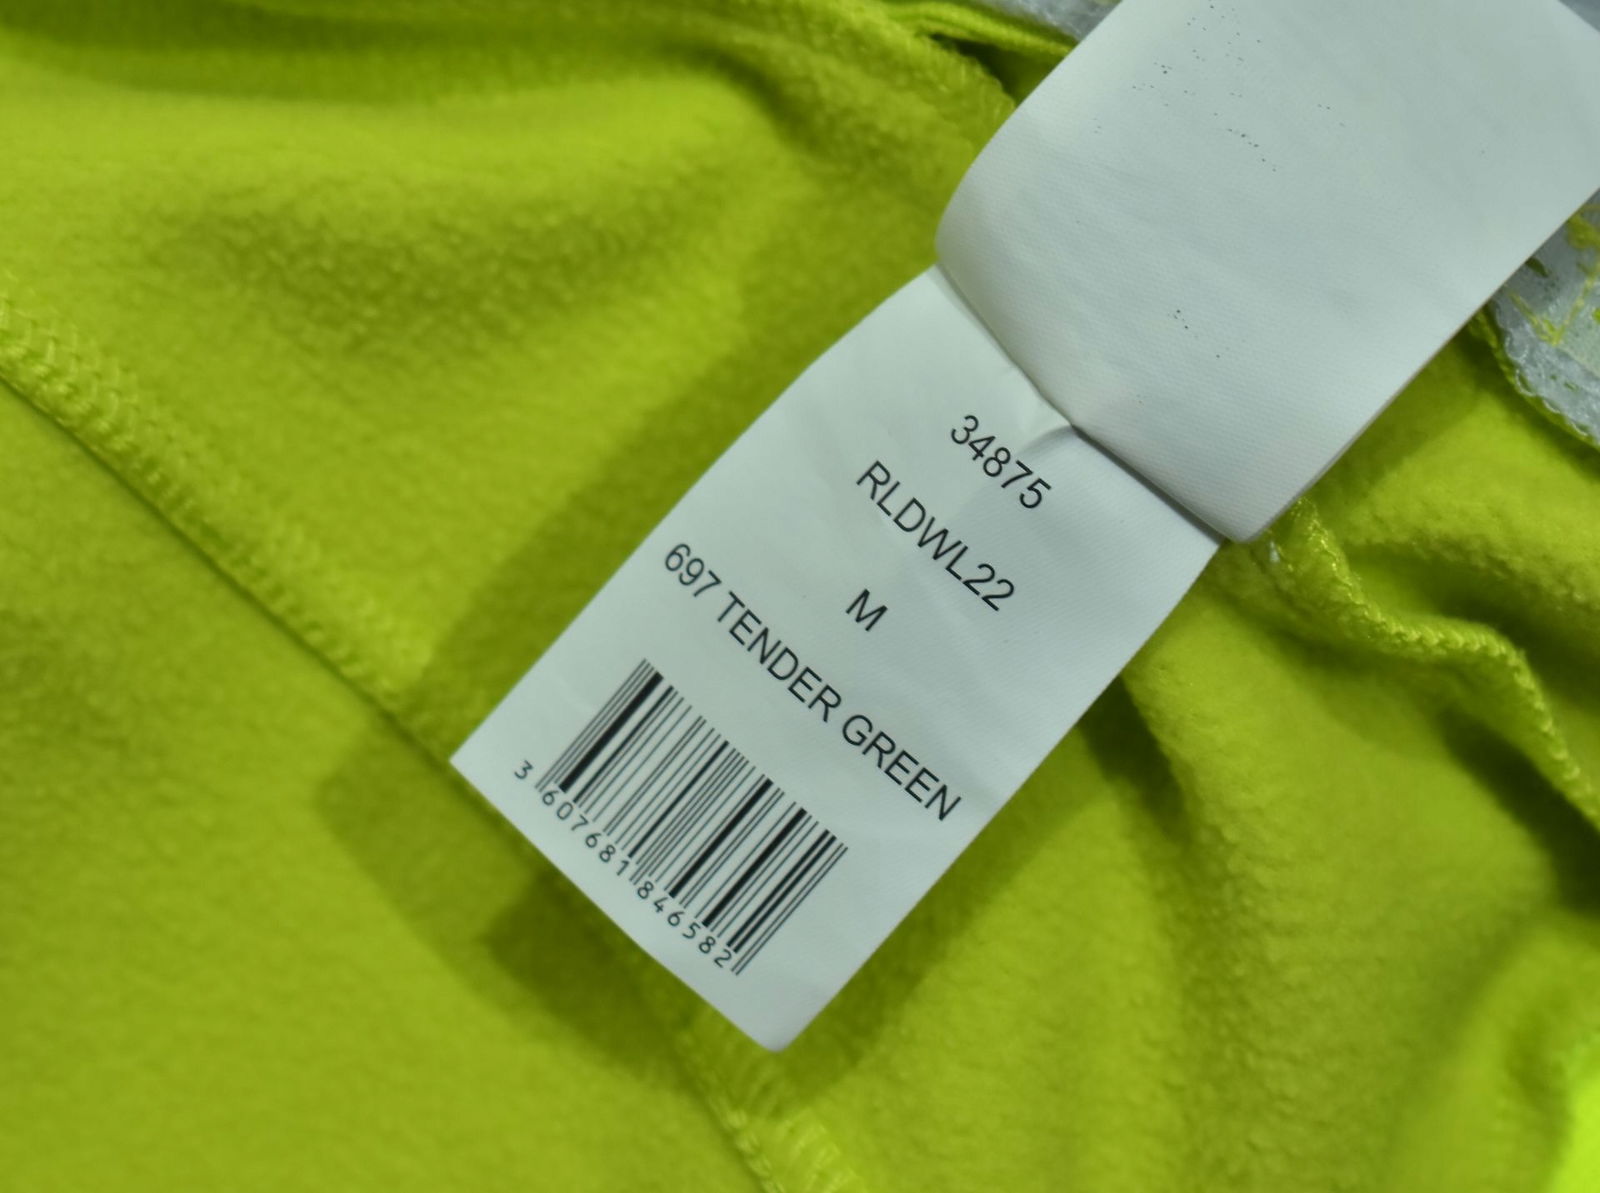 34875
RLDWL22
M
697 TENDER GREEN
3 607681 846582